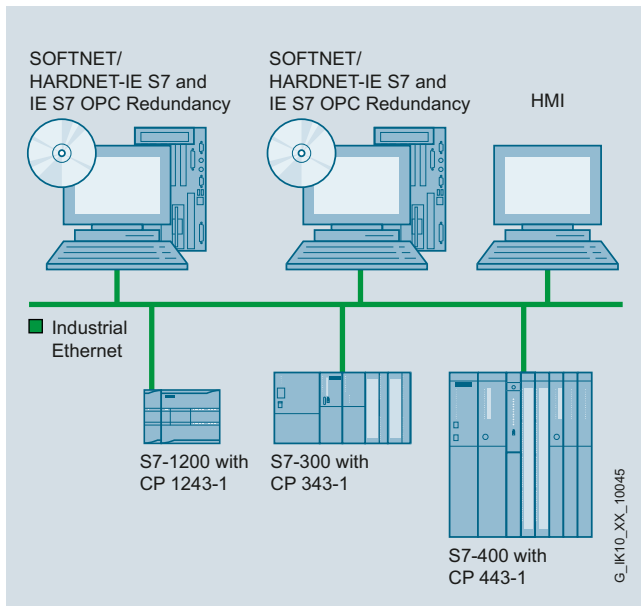 SOFTNET/
HARDNET-IE S7 and
IE S7 OPC Redundancy
SOFTNET/
HARDNET-IE S7 and
IE S7 OPC Redundancy
HMI
Industrial
Ethernet
S7-1200 with
CP 1243-1
S7-300 with
CP 343-1
S7-400 with
CP 443-1
G_IK10_XX_10045